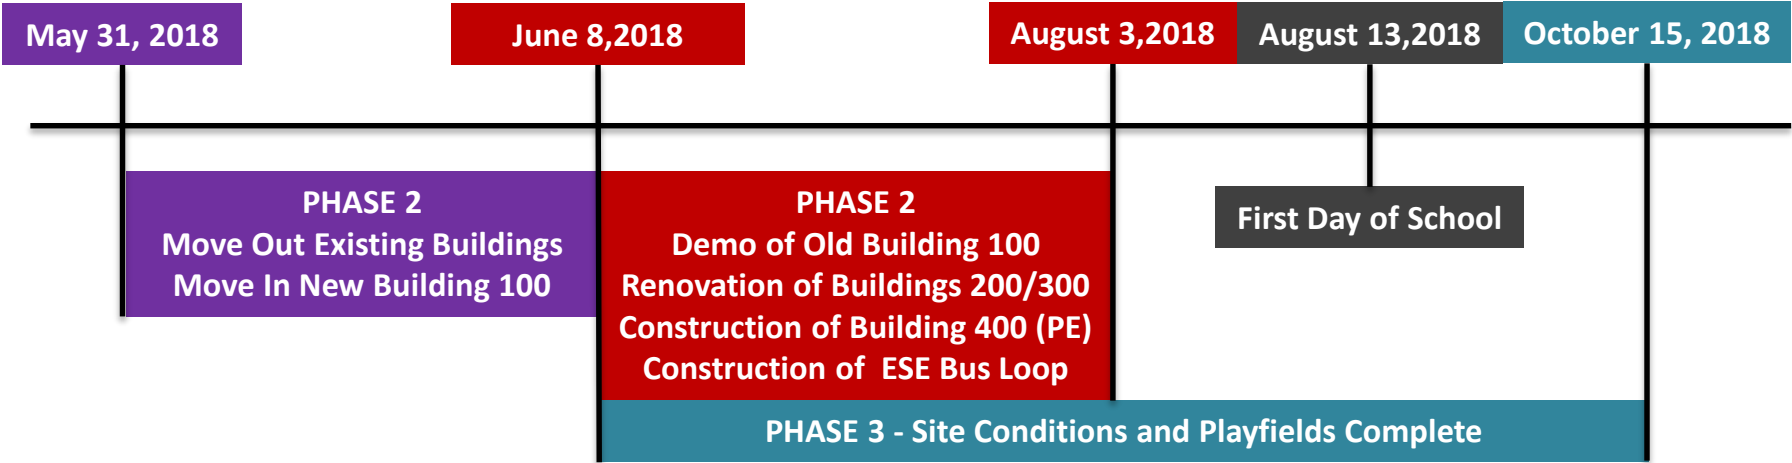 May 31, 2018
June 8,2018
August 3,2018
August 13,2018
October 15, 2018
PHASE 2
Move Out Existing Buildings
Move In New Building 100
PHASE 2
Demo of Old Building 100
Renovation of Buildings 200/300
Construction of Building 400 (PE)
Construction of  ESE Bus Loop
First Day of School
PHASE 3 - Site Conditions and Playfields Complete